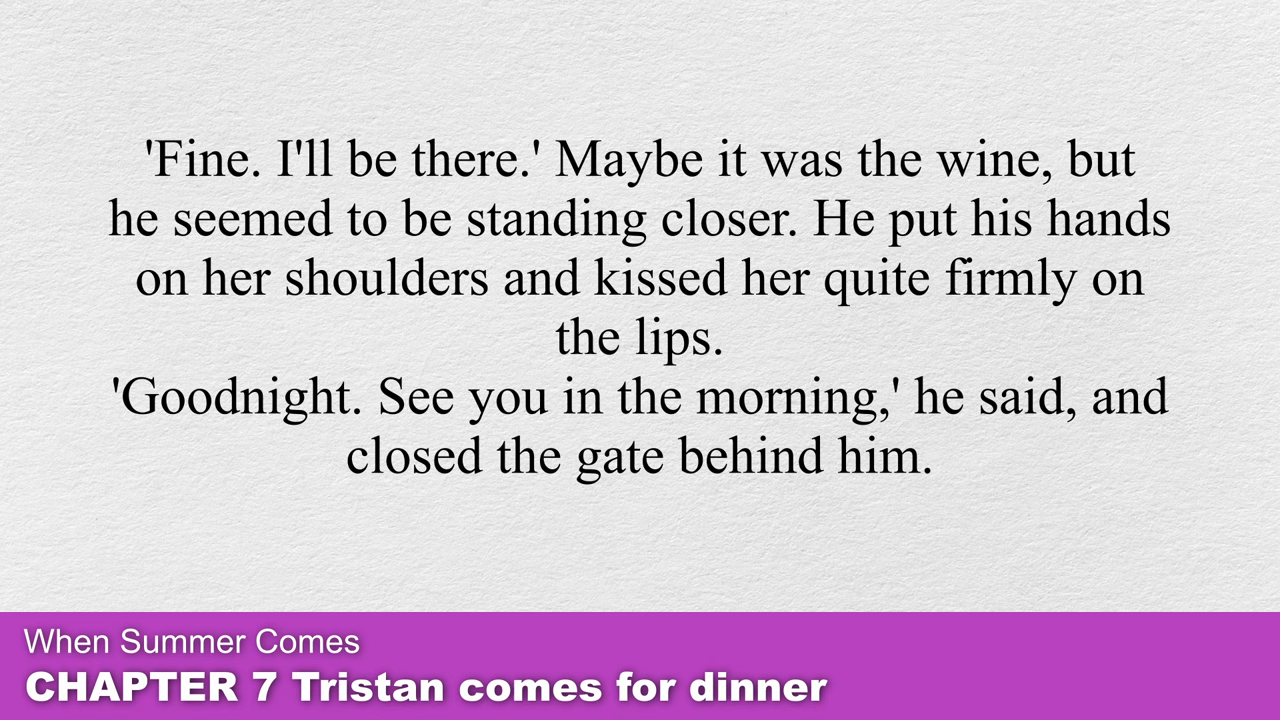 'Fine. I'll be there.' Maybe it was the wine, but
he seemed to be standing closer. He put his hands
on her shoulders and kissed her quite firmly on
the lips.
'Goodnight. See you in the morning,' he said, and
closed the gate behind him.
When Summer Comes
CHAPTER 7 Tristan comes for dinner